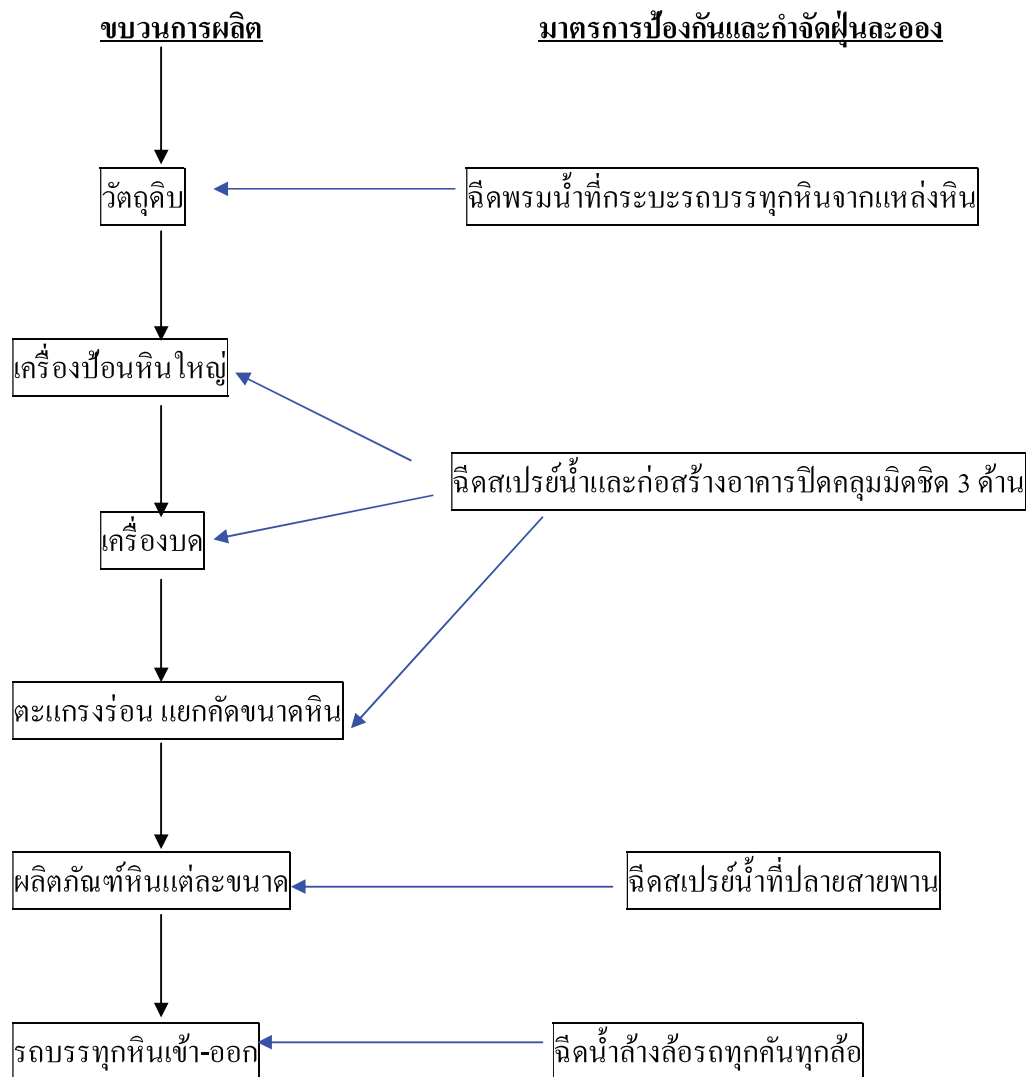 ขบวนการผลิต
มาตรการป้องกันและกำจัดฝุ่นละออง
วัตถุดิบ
ฉีดพรมน้ำที่กระบะรถบรรทุกหินจากแหล่งหิน
เครื่องป้อนหินใหญ่
ฉีดสเปรย์น้ำและก่อสร้างอาคารปิดคลุมมิดชิด 3 ด้าน
เครื่องบด
ตะแกรงร่อน แยกคัดขนาดหิน
ผลิตภัณฑ์หินแต่ละขนาด
ฉีดสเปรย์น้ำที่ปลายสายพาน
รถบรรทุกหินเข้า-ออก
ฉีดน้ำล้างล้อรถทุกคันทุกล้อ